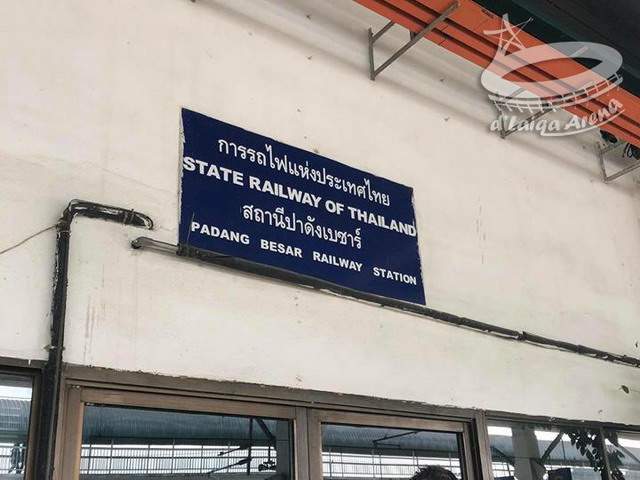 การรถไฟแห่งประเทศไทย
STATE RAILWAY OF THAILAND
สถานีปาดังเบซาร์
PADANG BESAR RAILWAY STATION
d'Laiqa Arena